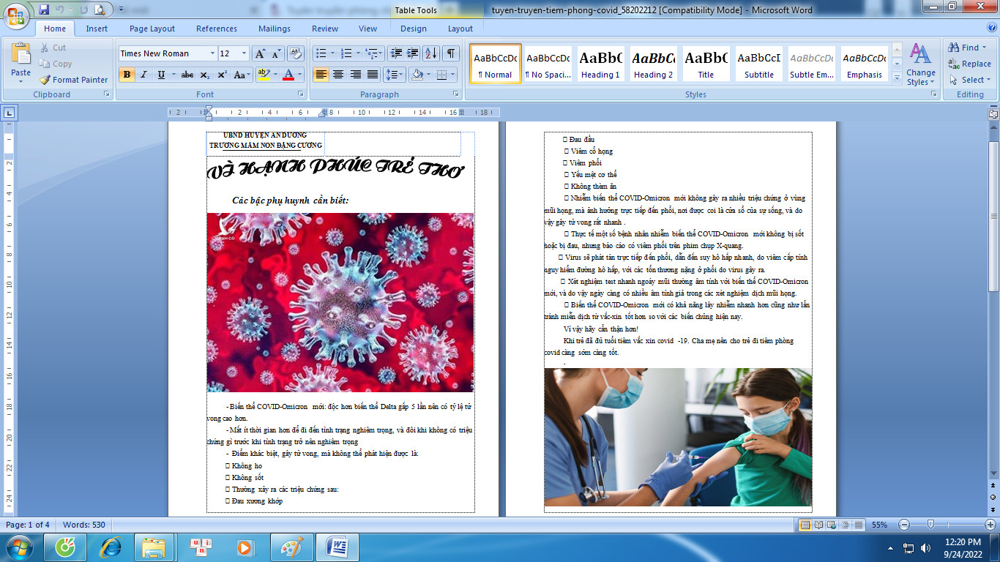 tuyen-truyen-tiem-phong-covid_58202212 [Compatibility Mode] - Microsoft Word
Table Tools
Home Insert Page Layout References Mailings Review View Design Layout
Paste
Cut
Copy
Format Painter
Clipboard
Times New Roman 12
Font
Paragraph
AaBbCcDc AaBbCcDc AaBbC AaBbCc AaBbC AaBbCcI AaBbCcDc AaBbCcDc
¶ Normal ¶ No Spaci... Heading 1 Heading 2 Title Subtitle Subtle Em... Emphasis
Change Styles
Styles
Find
Replace
Select
Editing
UBND HUYỆN AN DƯƠNG
TRƯỜNG MẦM NON ĐẶNG CƯƠNG
VÌ HẠNH PHÚC TRẺ THƠ
Các bậc phụ huynh cần biết:
- Biến thể COVID-Omicron mới: độc hơn biến thể Delta gấp 5 lần nên có tỷ lệ tử
vong cao hơn.
- Mất ít thời gian hơn để đi đến tình trạng nghiêm trọng, và đôi khi không có triệu
chứng gì trước khi tình trạng trở nên nghiêm trọng
- Điểm khác biệt, gây tử vong, mà không thể phát hiện được là:
Không ho
Không sốt
Thường xảy ra các triệu chứng sau:
Đau xương khớp
Đau đầu
Viêm cổ họng
Viêm phổi
Yếu mệt cơ thể
Không thèm ăn
Nhiễm biến thể COVID-Omicron mới không gây ra nhiều triệu chứng ở vùng
mũi họng, mà ảnh hưởng trực tiếp đến phổi, nơi được coi là cửa sổ của sự sống, và do
vậy gây tử vong rất nhanh .
Thực tế một số bệnh nhân nhiễm biến thể COVID-Omicron mới không bị sốt
hoặc bị đau, nhưng báo cáo có viêm phổi trên phim chụp X-quang.
Virus sẽ phát tán trực tiếp đến phổi, dẫn đến suy hô hấp nhanh, do viêm cấp tính
nguy hiểm đường hô hấp, với các tổn thương nặng ở phổi do virus gây ra.
Xét nghiệm test nhanh ngoáy mũi thường âm tính với biến thể COVID-Omicron
mới, và do vậy ngày càng có nhiều âm tính giả trong các xét nghiệm dịch mũi họng.
Biến thể COVID-Omicron mới có khả năng lây nhiễm nhanh hơn cũng như lẩn
tránh miễn dịch từ vắc-xin tốt hơn so với các biến chủng hiện nay.
Vì vậy hãy cẩn thận hơn!
Khi trẻ đã đủ tuổi tiêm vắc xin covid -19. Cha mẹ nên cho trẻ đi tiêm phòng
covid càng sớm càng tốt.
Page: 1 of 4 Words: 530
55%
12:20 PM
9/24/2022